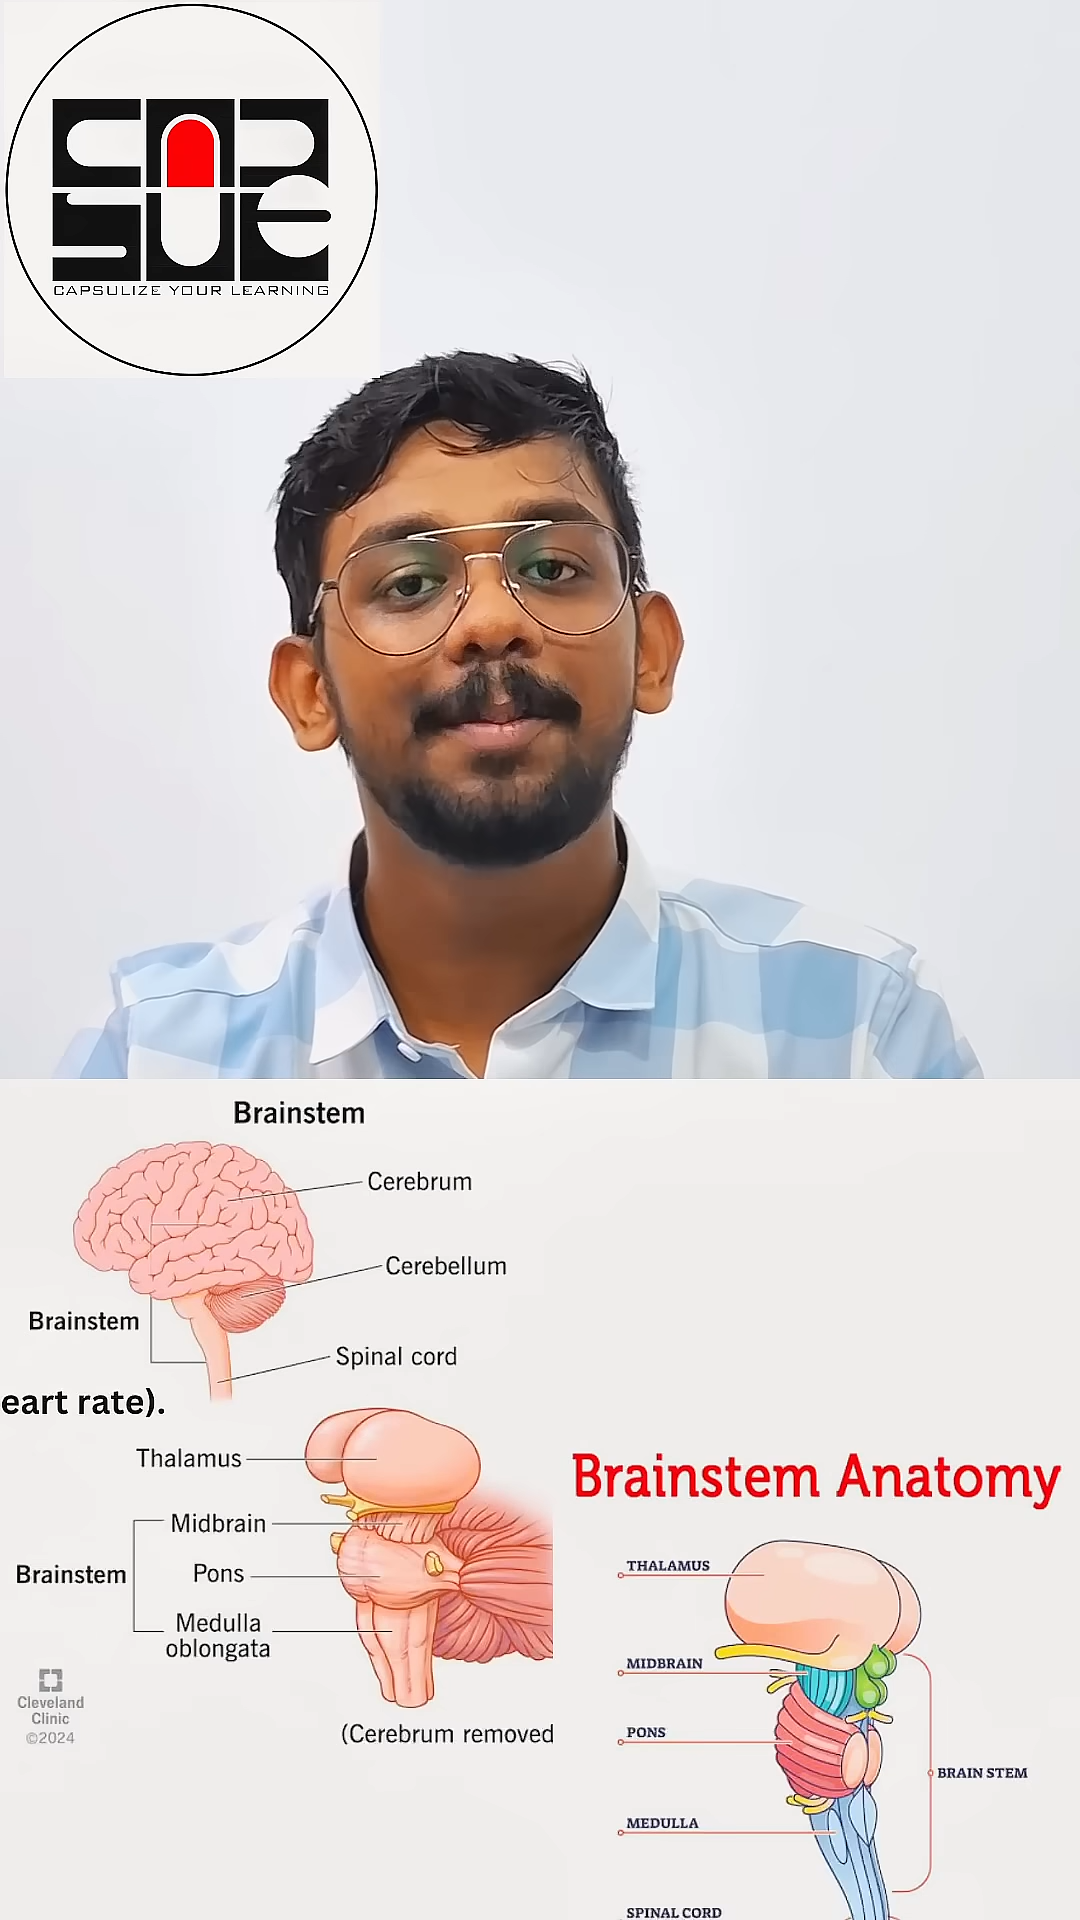 CAPSULE
CAPSULIZE YOUR LEARNING
Brainstem
Cerebrum
Cerebellum
Brainstem
Spinal cord
eart rate).
Thalamus
Midbrain
Brainstem
Pons
Medulla
oblongata
Cleveland
Clinic
©2024
(Cerebrum removed
Brainstem Anatomy
THALAMUS
MIDBRAIN
PONS
BRAIN STEM
MEDULLA
SPINAL CORD